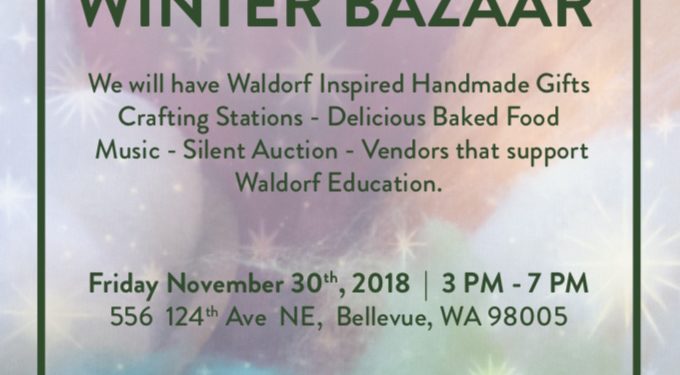 WINTER BAZAAR
We will have Waldorf Inspired Handmade Gifts
Crafting Stations - Delicious Baked Food
Music - Silent Auction - Vendors that support
Waldorf Education.
Friday November 30th, 2018 | 3 PM - 7 PM
556 124th Ave NE, Bellevue, WA 98005